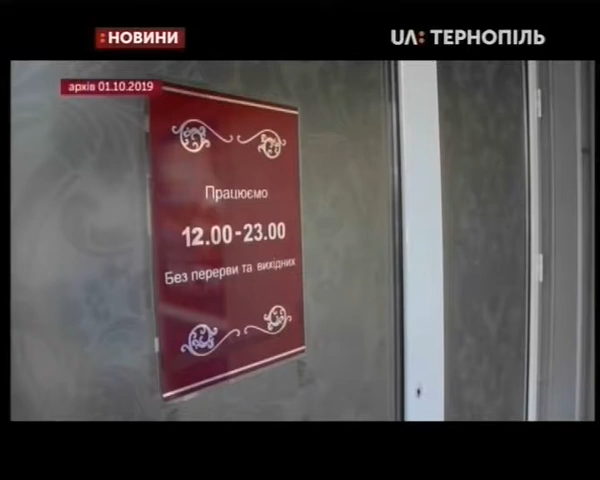 :НОВИНИ
UA: ТЕРНОПІЛЬ
архів 01.10.2019
Працюємо
12.00-23.00
Без перерви та вихідних